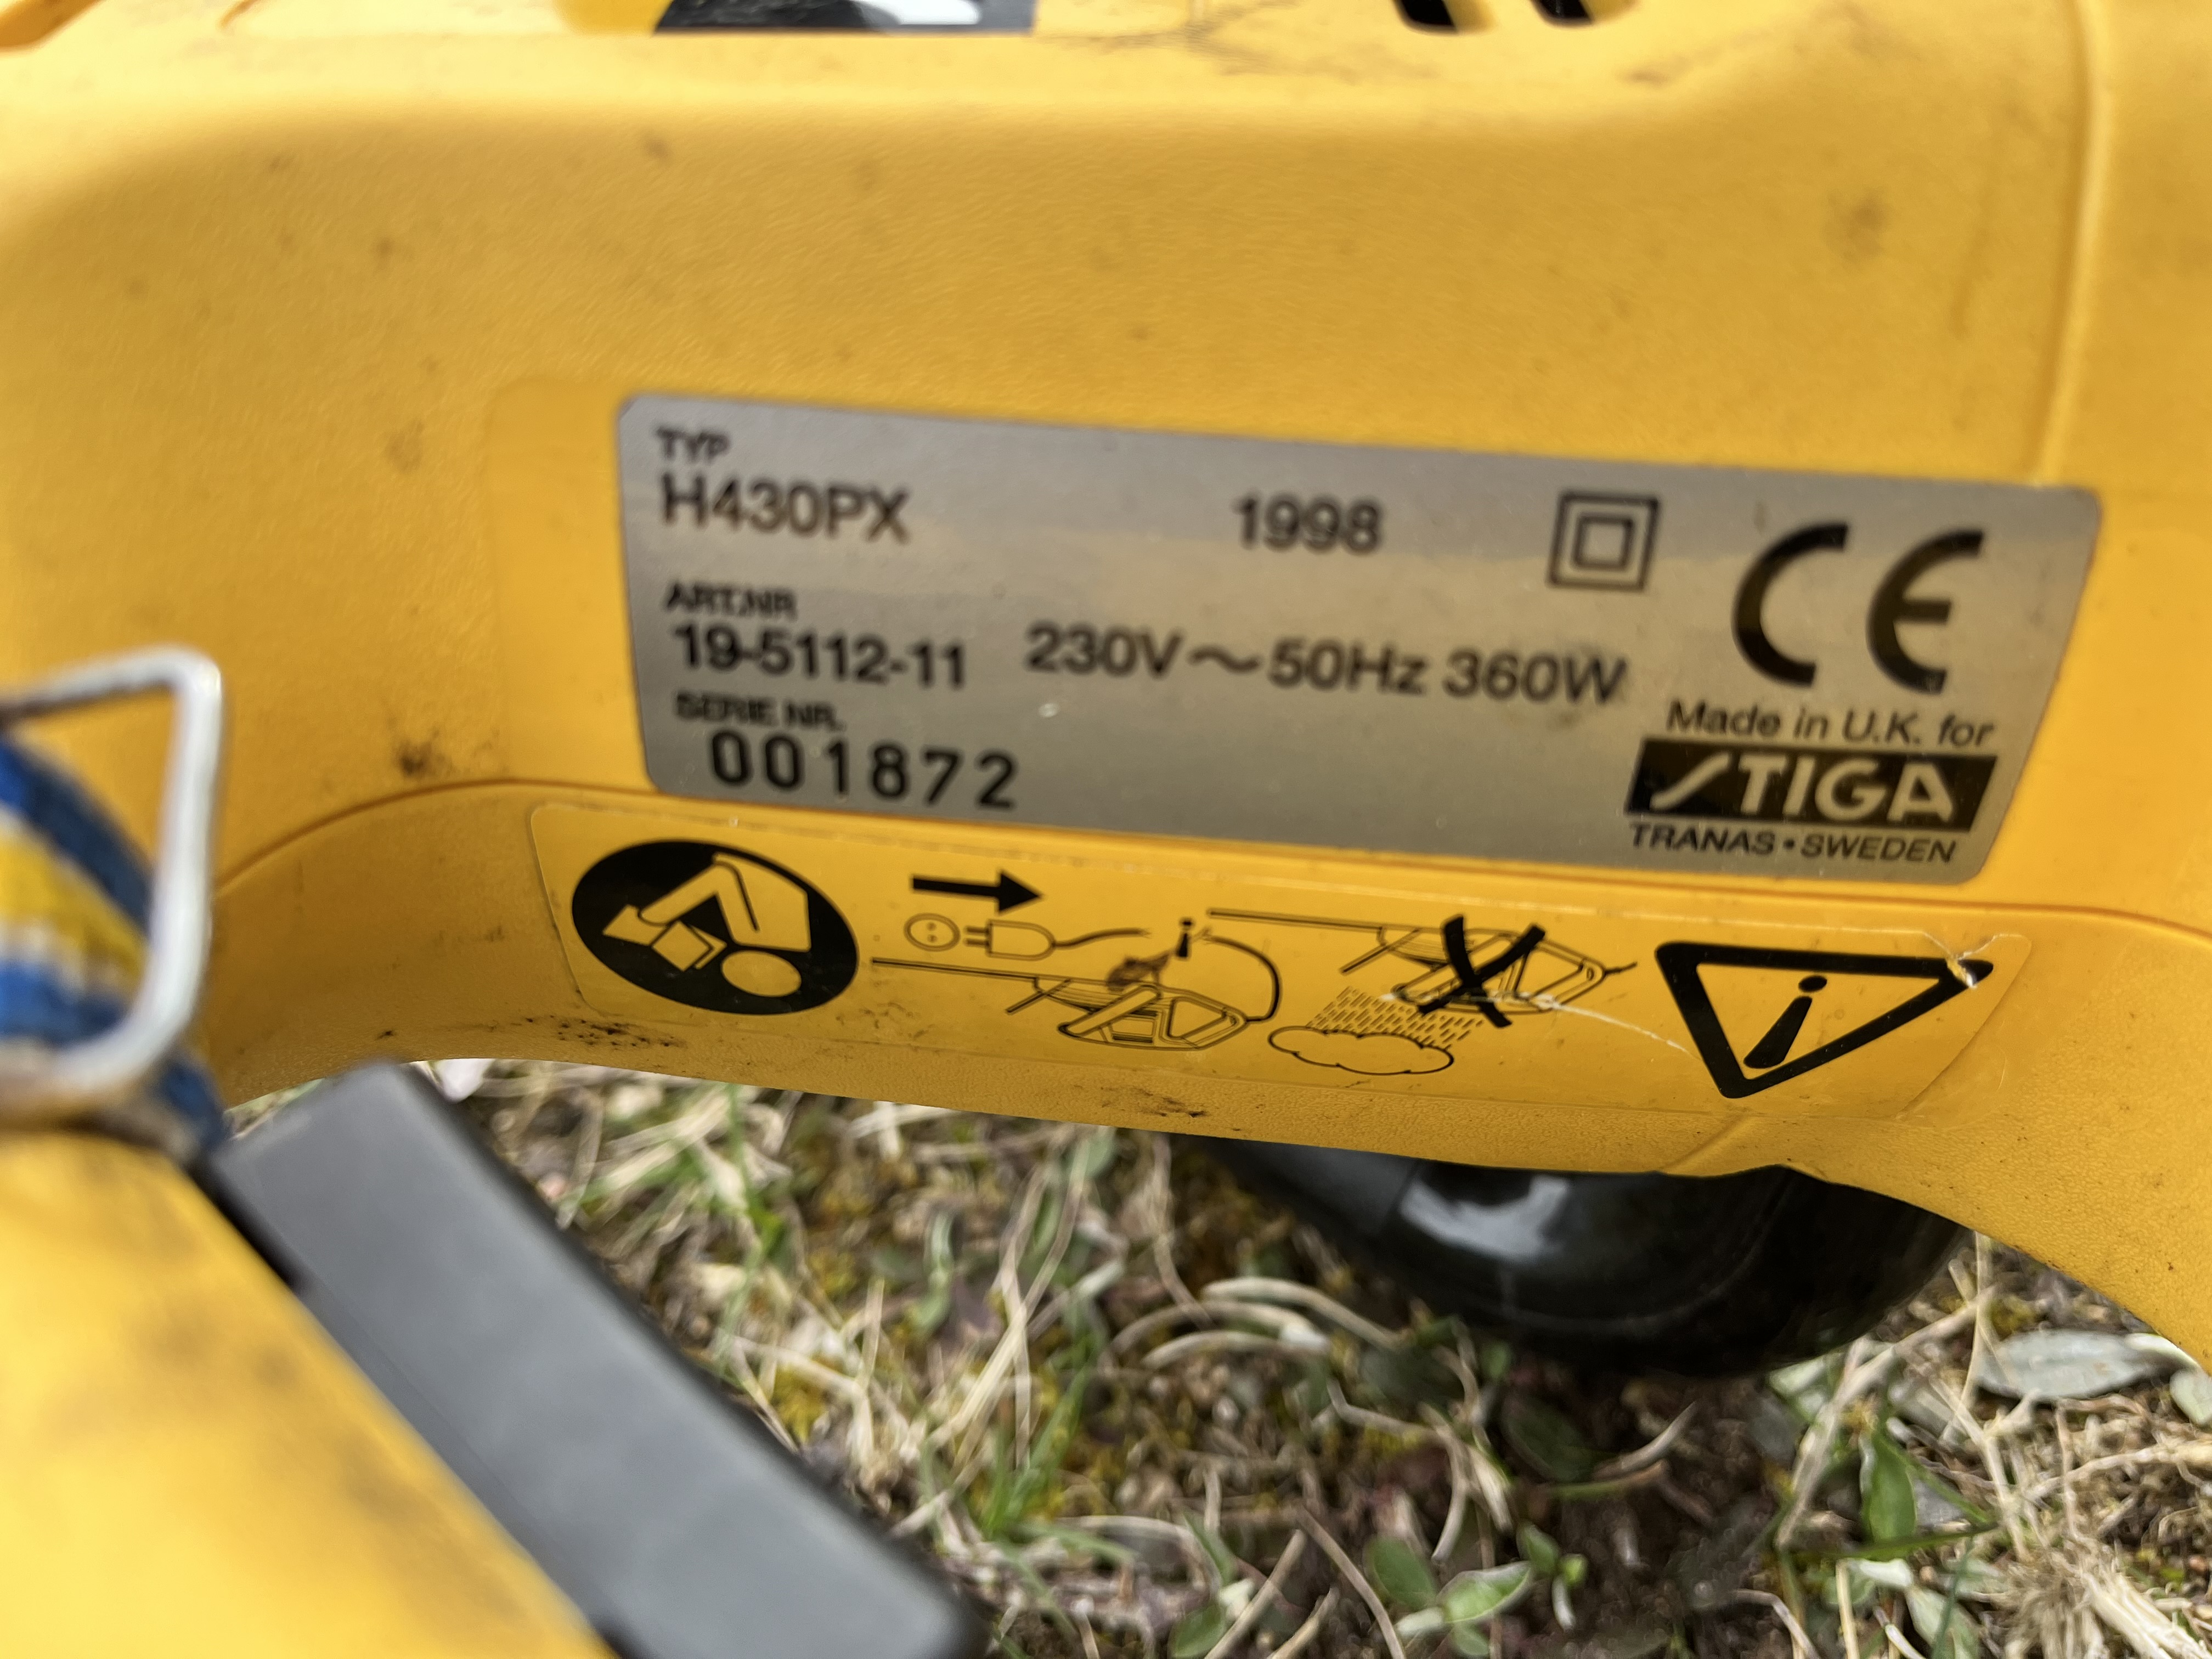 TYP
H430PX 1998
CE
ART.NR
19-5112-11 230V~50Hz 360W
SERIE NR.
001872
Made in U.K. for
STIGA
TRANAS • SWEDEN